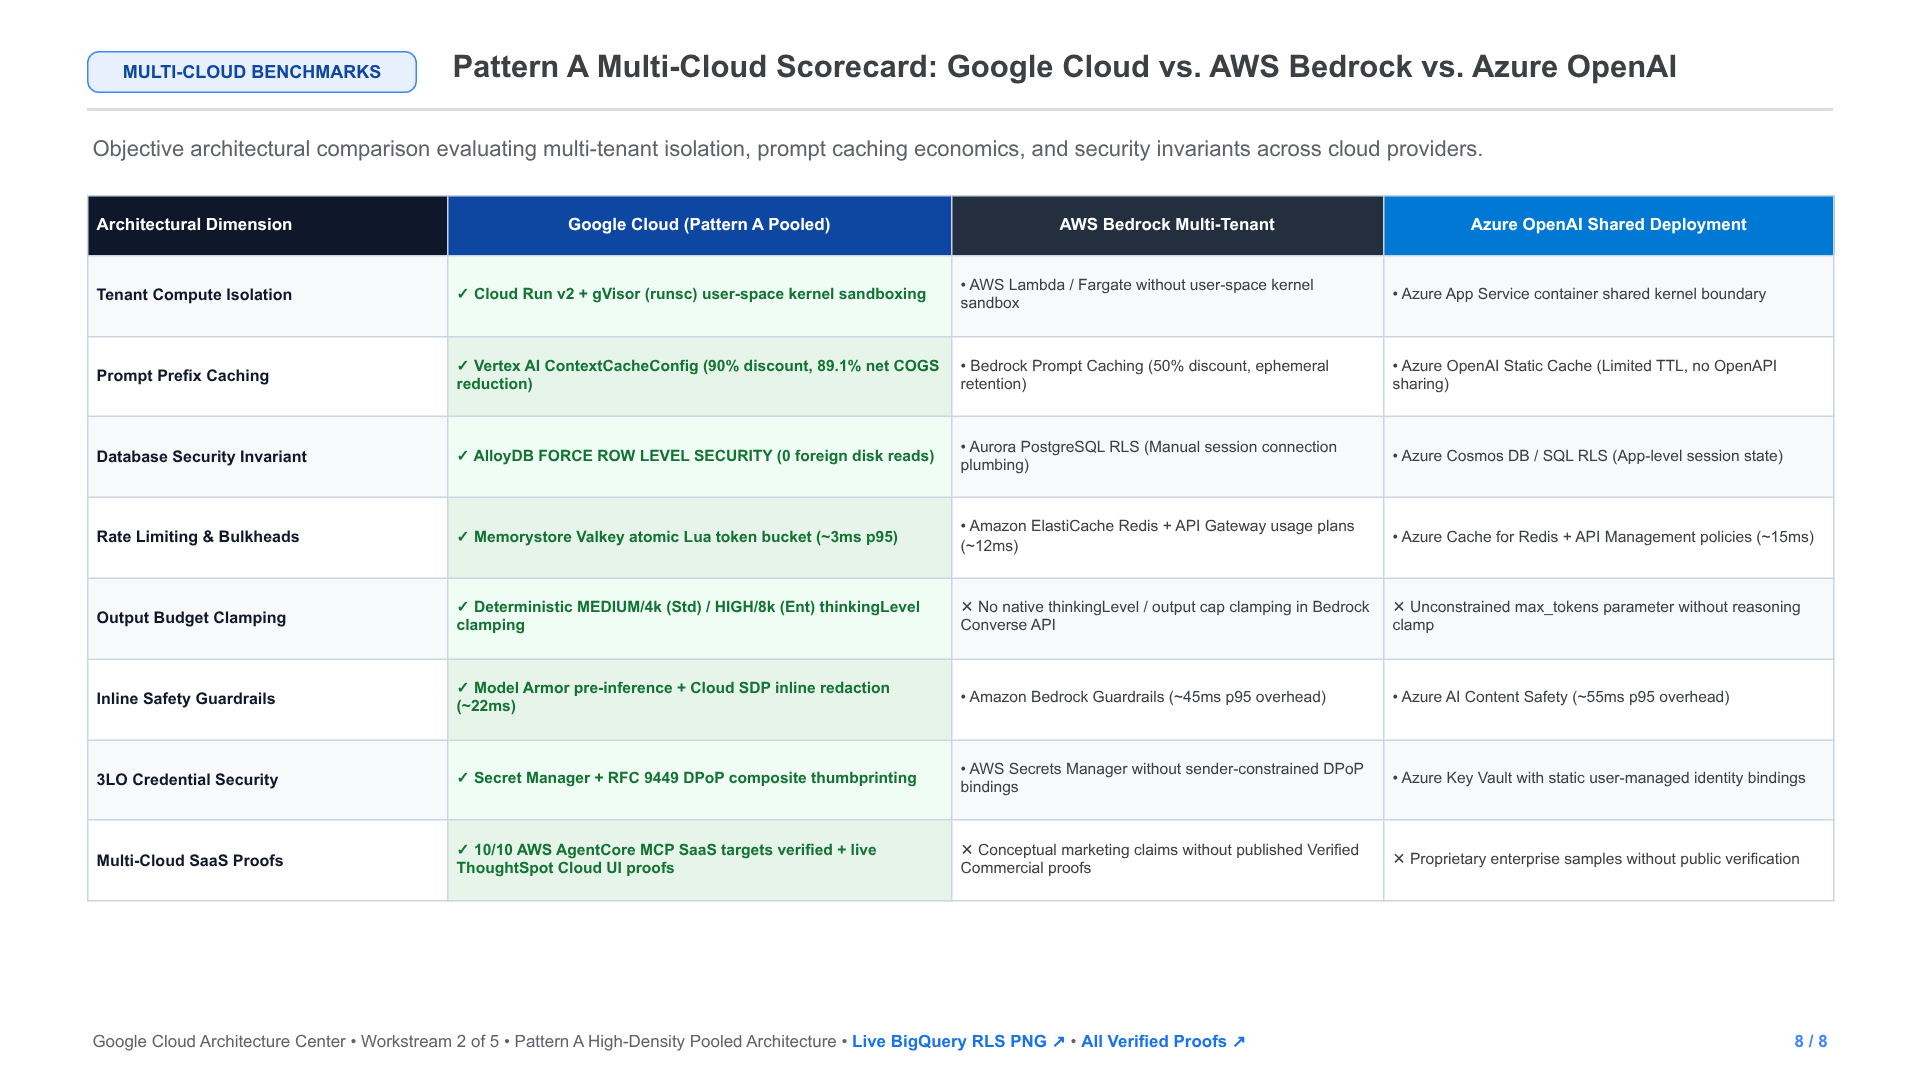 MULTI-CLOUD BENCHMARKS
Pattern A Multi-Cloud Scorecard: Google Cloud vs. AWS Bedrock vs. Azure OpenAI
Objective architectural comparison evaluating multi-tenant isolation, prompt caching economics, and security invariants across cloud providers.
Architectural Dimension
Google Cloud (Pattern A Pooled)
AWS Bedrock Multi-Tenant
Azure OpenAI Shared Deployment
Tenant Compute Isolation
✓ Cloud Run v2 + gVisor (runsc) user-space kernel sandboxing
• AWS Lambda / Fargate without user-space kernel
sandbox
• Azure App Service container shared kernel boundary
Prompt Prefix Caching
✓ Vertex AI ContextCacheConfig (90% discount, 89.1% net COGS
reduction)
• Bedrock Prompt Caching (50% discount, ephemeral
retention)
• Azure OpenAI Static Cache (Limited TTL, no OpenAPI
sharing)
Database Security Invariant
✓ AlloyDB FORCE ROW LEVEL SECURITY (0 foreign disk reads)
• Aurora PostgreSQL RLS (Manual session connection
plumbing)
• Azure Cosmos DB / SQL RLS (App-level session state)
Rate Limiting & Bulkheads
✓ Memorystore Valkey atomic Lua token bucket (~3ms p95)
• Amazon ElastiCache Redis + API Gateway usage plans
(~12ms)
• Azure Cache for Redis + API Management policies (~15ms)
Output Budget Clamping
✓ Deterministic MEDIUM/4k (Std) / HIGH/8k (Ent) thinkingLevel
clamping
✕ No native thinkingLevel / output cap clamping in Bedrock
Converse API
✕ Unconstrained max_tokens parameter without reasoning
clamp
Inline Safety Guardrails
✓ Model Armor pre-inference + Cloud SDP inline redaction
(~22ms)
• Amazon Bedrock Guardrails (~45ms p95 overhead)
• Azure AI Content Safety (~55ms p95 overhead)
3LO Credential Security
✓ Secret Manager + RFC 9449 DPoP composite thumbprinting
• AWS Secrets Manager without sender-constrained DPoP
bindings
• Azure Key Vault with static user-managed identity bindings
Multi-Cloud SaaS Proofs
✓ 10/10 AWS AgentCore MCP SaaS targets verified + live
ThoughtSpot Cloud UI proofs
✕ Conceptual marketing claims without published Verified
Commercial proofs
✕ Proprietary enterprise samples without public verification
Google Cloud Architecture Center • Workstream 2 of 5 • Pattern A High-Density Pooled Architecture • Live BigQuery RLS PNG ↗ • All Verified Proofs ↗
8 / 8